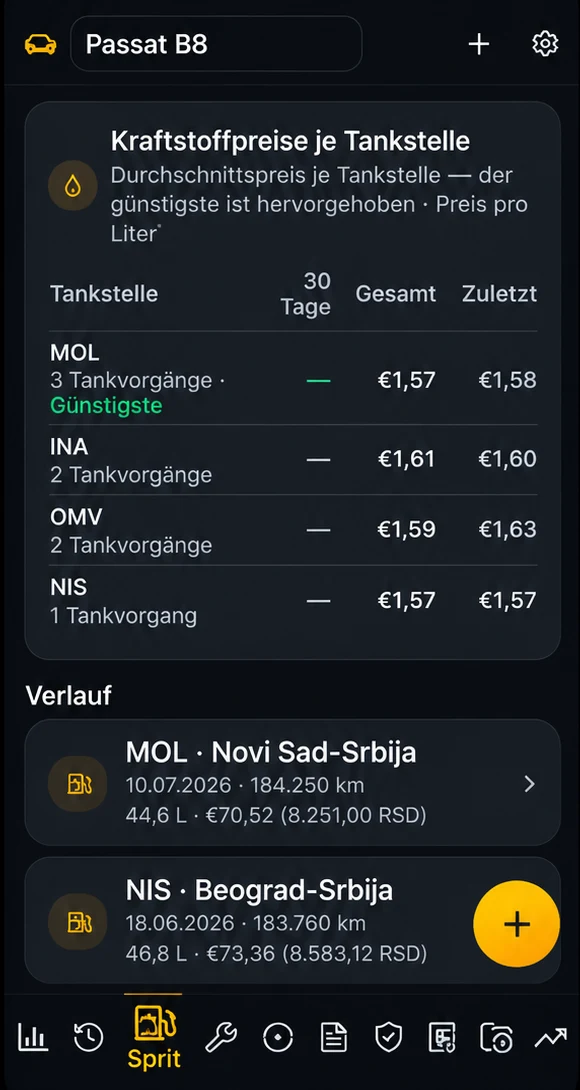 Passat B8
Kraftstoffpreise je Tankstelle
Durchschnittspreis je Tankstelle — der
günstigste ist hervorgehoben · Preis pro
Liter*
Tankstelle 30 Tage Gesamt Zuletzt
MOL
3 Tankvorgänge · — €1,57 €1,58
Günstigste
INA
2 Tankvorgänge — €1,61 €1,60
OMV
2 Tankvorgänge — €1,59 €1,63
NIS
1 Tankvorgang — €1,57 €1,57
Verlauf
MOL · Novi Sad-Srbija
10.07.2026 · 184.250 km
44,6 L · €70,52 (8.251,00 RSD)
NIS · Beograd-Srbija
18.06.2026 · 183.760 km
46,8 L · €73,36 (8.583,12 RSD)
Sprit